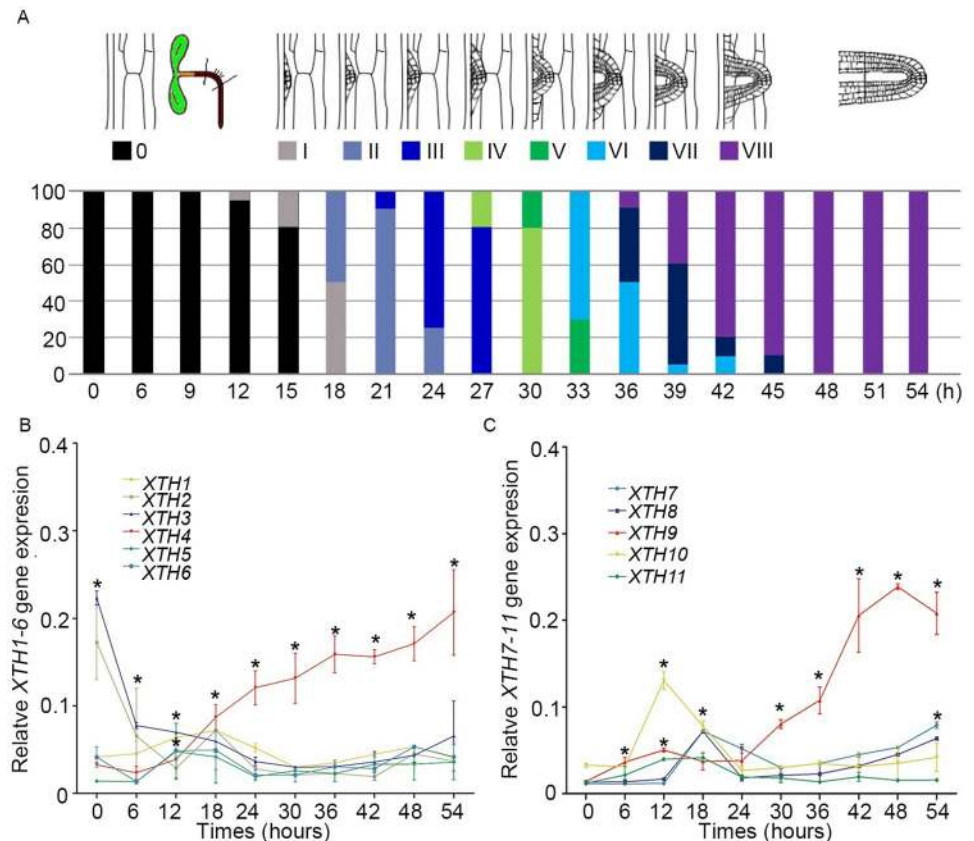 A
0 I II III IV V VI VII VIII
100
80
60
40
20
0
0 6 9 12 15 18 21 24 27 30 33 36 39 42 45 48 51 54 (h)
B
Relatve XTH1-6 gene expresion
0.4
0.3
0.2
0.1
0
XTH1
XTH2
XTH3
XTH4
XTH5
XTH6
* * * * * * * * * * *
0 6 12 18 24 30 36 42 48 54
Times (hours)
C
Relatve XTH7-11 gene expresion
0.4
0.3
0.2
0.1
0
XTH7
XTH8
XTH9
XTH10
XTH11
* * * * * * * * * *
0 6 12 18 24 30 36 42 48 54
Times (hours)